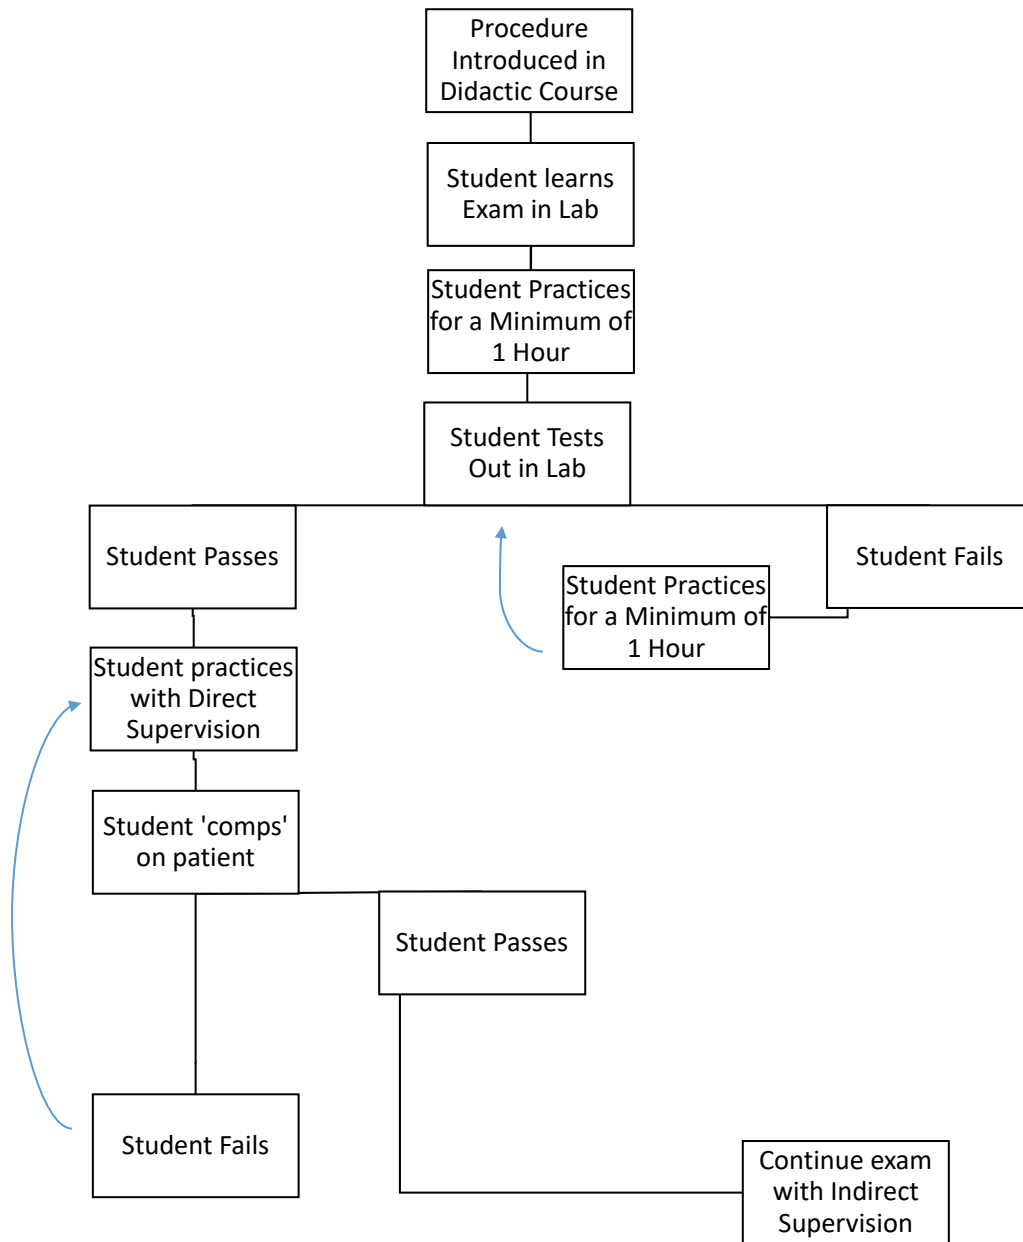 Procedure
Introduced in
Didactic Course
Student learns
Exam in Lab
Student Practices
for a Minimum of
1 Hour
Student Tests
Out in Lab
Student Passes
Student Fails
Student Practices
for a Minimum of
1 Hour
Student practices
with Direct
Supervision
Student 'comps'
on patient
Student Passes
Student Fails
Continue exam
with Indirect
Supervision